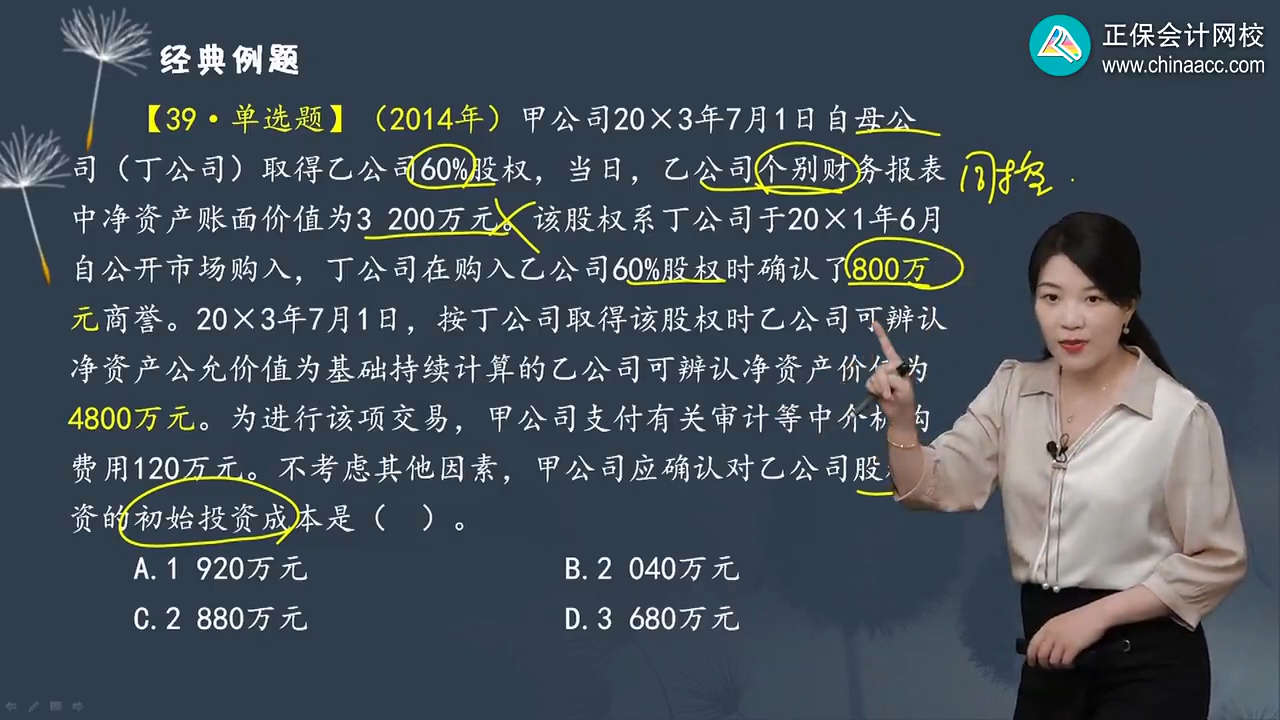 经典例题
正保会计网校
www.chinaacc.com
【39·单选题】（2014年）甲公司20×3年7月1日自母公
司（丁公司）取得乙公司60%股权，当日，乙公司个别财务报表
同控
中净资产账面价值为3 200万元。该股权系丁公司于20×1年6月
自公开市场购入，丁公司在购入乙公司60%股权时确认了800万
元商誉。20×3年7月1日，按丁公司取得该股权时乙公司可辨认
净资产公允价值为基础持续计算的乙公司可辨认净资产价值为
4800万元。为进行该项交易，甲公司支付有关审计等中介机构
费用120万元。不考虑其他因素，甲公司应确认对乙公司股
资的初始投资成本是（ ）。
A.1 920万元
B.2 040万元
C.2 880万元
D.3 680万元